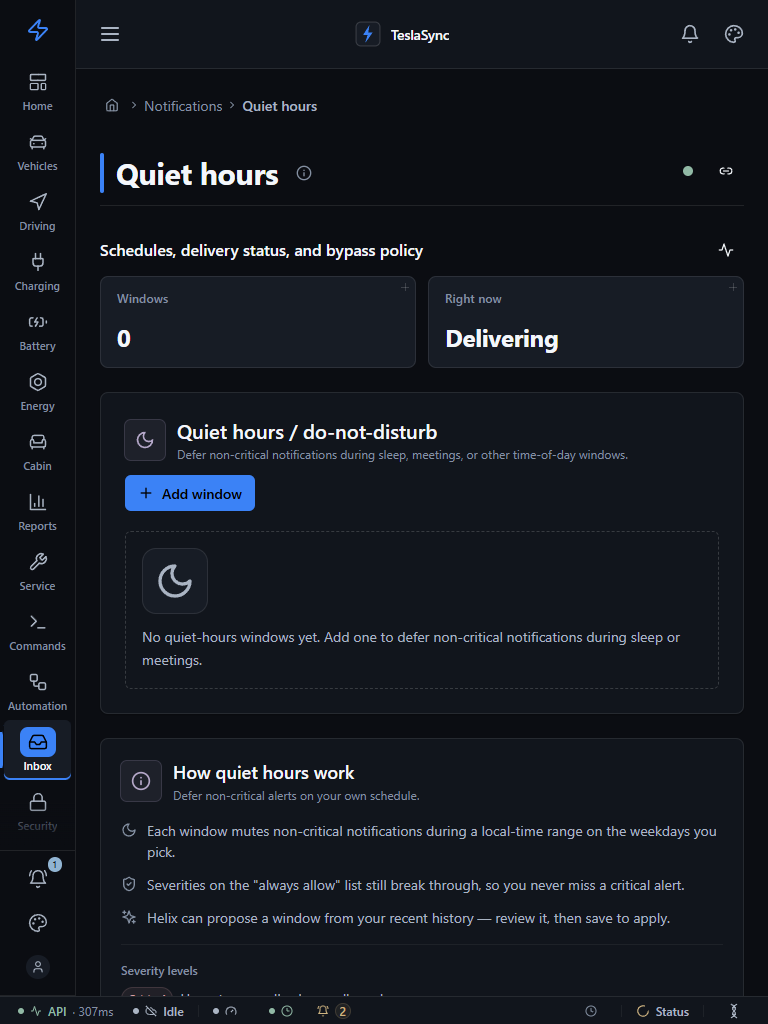 TeslaSync
Home
Vehicles
Driving
Charging
Battery
Energy
Cabin
Reports
Service
Commands
Automation
Inbox
Security
1
Notifications
Quiet hours
Quiet hours
Schedules, delivery status, and bypass policy
Windows
0
Right now
Delivering
Quiet hours / do-not-disturb
Defer non-critical notifications during sleep, meetings, or other time-of-day windows.
Add window
No quiet-hours windows yet. Add one to defer non-critical notifications during sleep or
meetings.
How quiet hours work
Defer non-critical alerts on your own schedule.
Each window mutes non-critical notifications during a local-time range on the weekdays you
pick.
Severities on the "always allow" list still break through, so you never miss a critical alert.
Helix can propose a window from your recent history — review it, then save to apply.
Severity levels
API · 307ms
Idle
2
Status